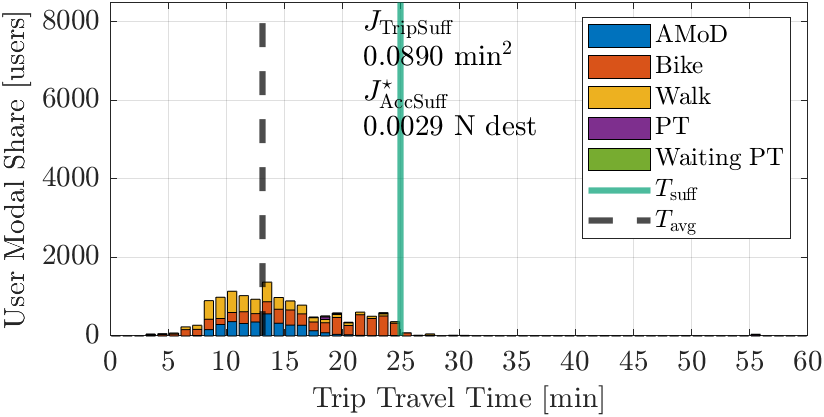 User Modal Share [users]
8000
6000
4000
2000
0
J_TripSuff
0.0890 min²
J*_AccSuff
0.0029 N dest
AMoD
Bike
Walk
PT
Waiting PT
T_suff
T_avg
0 5 10 15 20 25 30 35 40 45 50 55 60
Trip Travel Time [min]